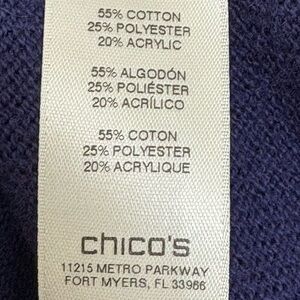 55% COTTON
25% POLYESTER
20% ACRYLIC
55% ALGODÓN
25% POLIÉSTER
20% ACRÍLICO
55% COTON
25% POLYESTER
20% ACRYLIQUE
chico's
11215 METRO PARKWAY
FORT MYERS, FL 33966